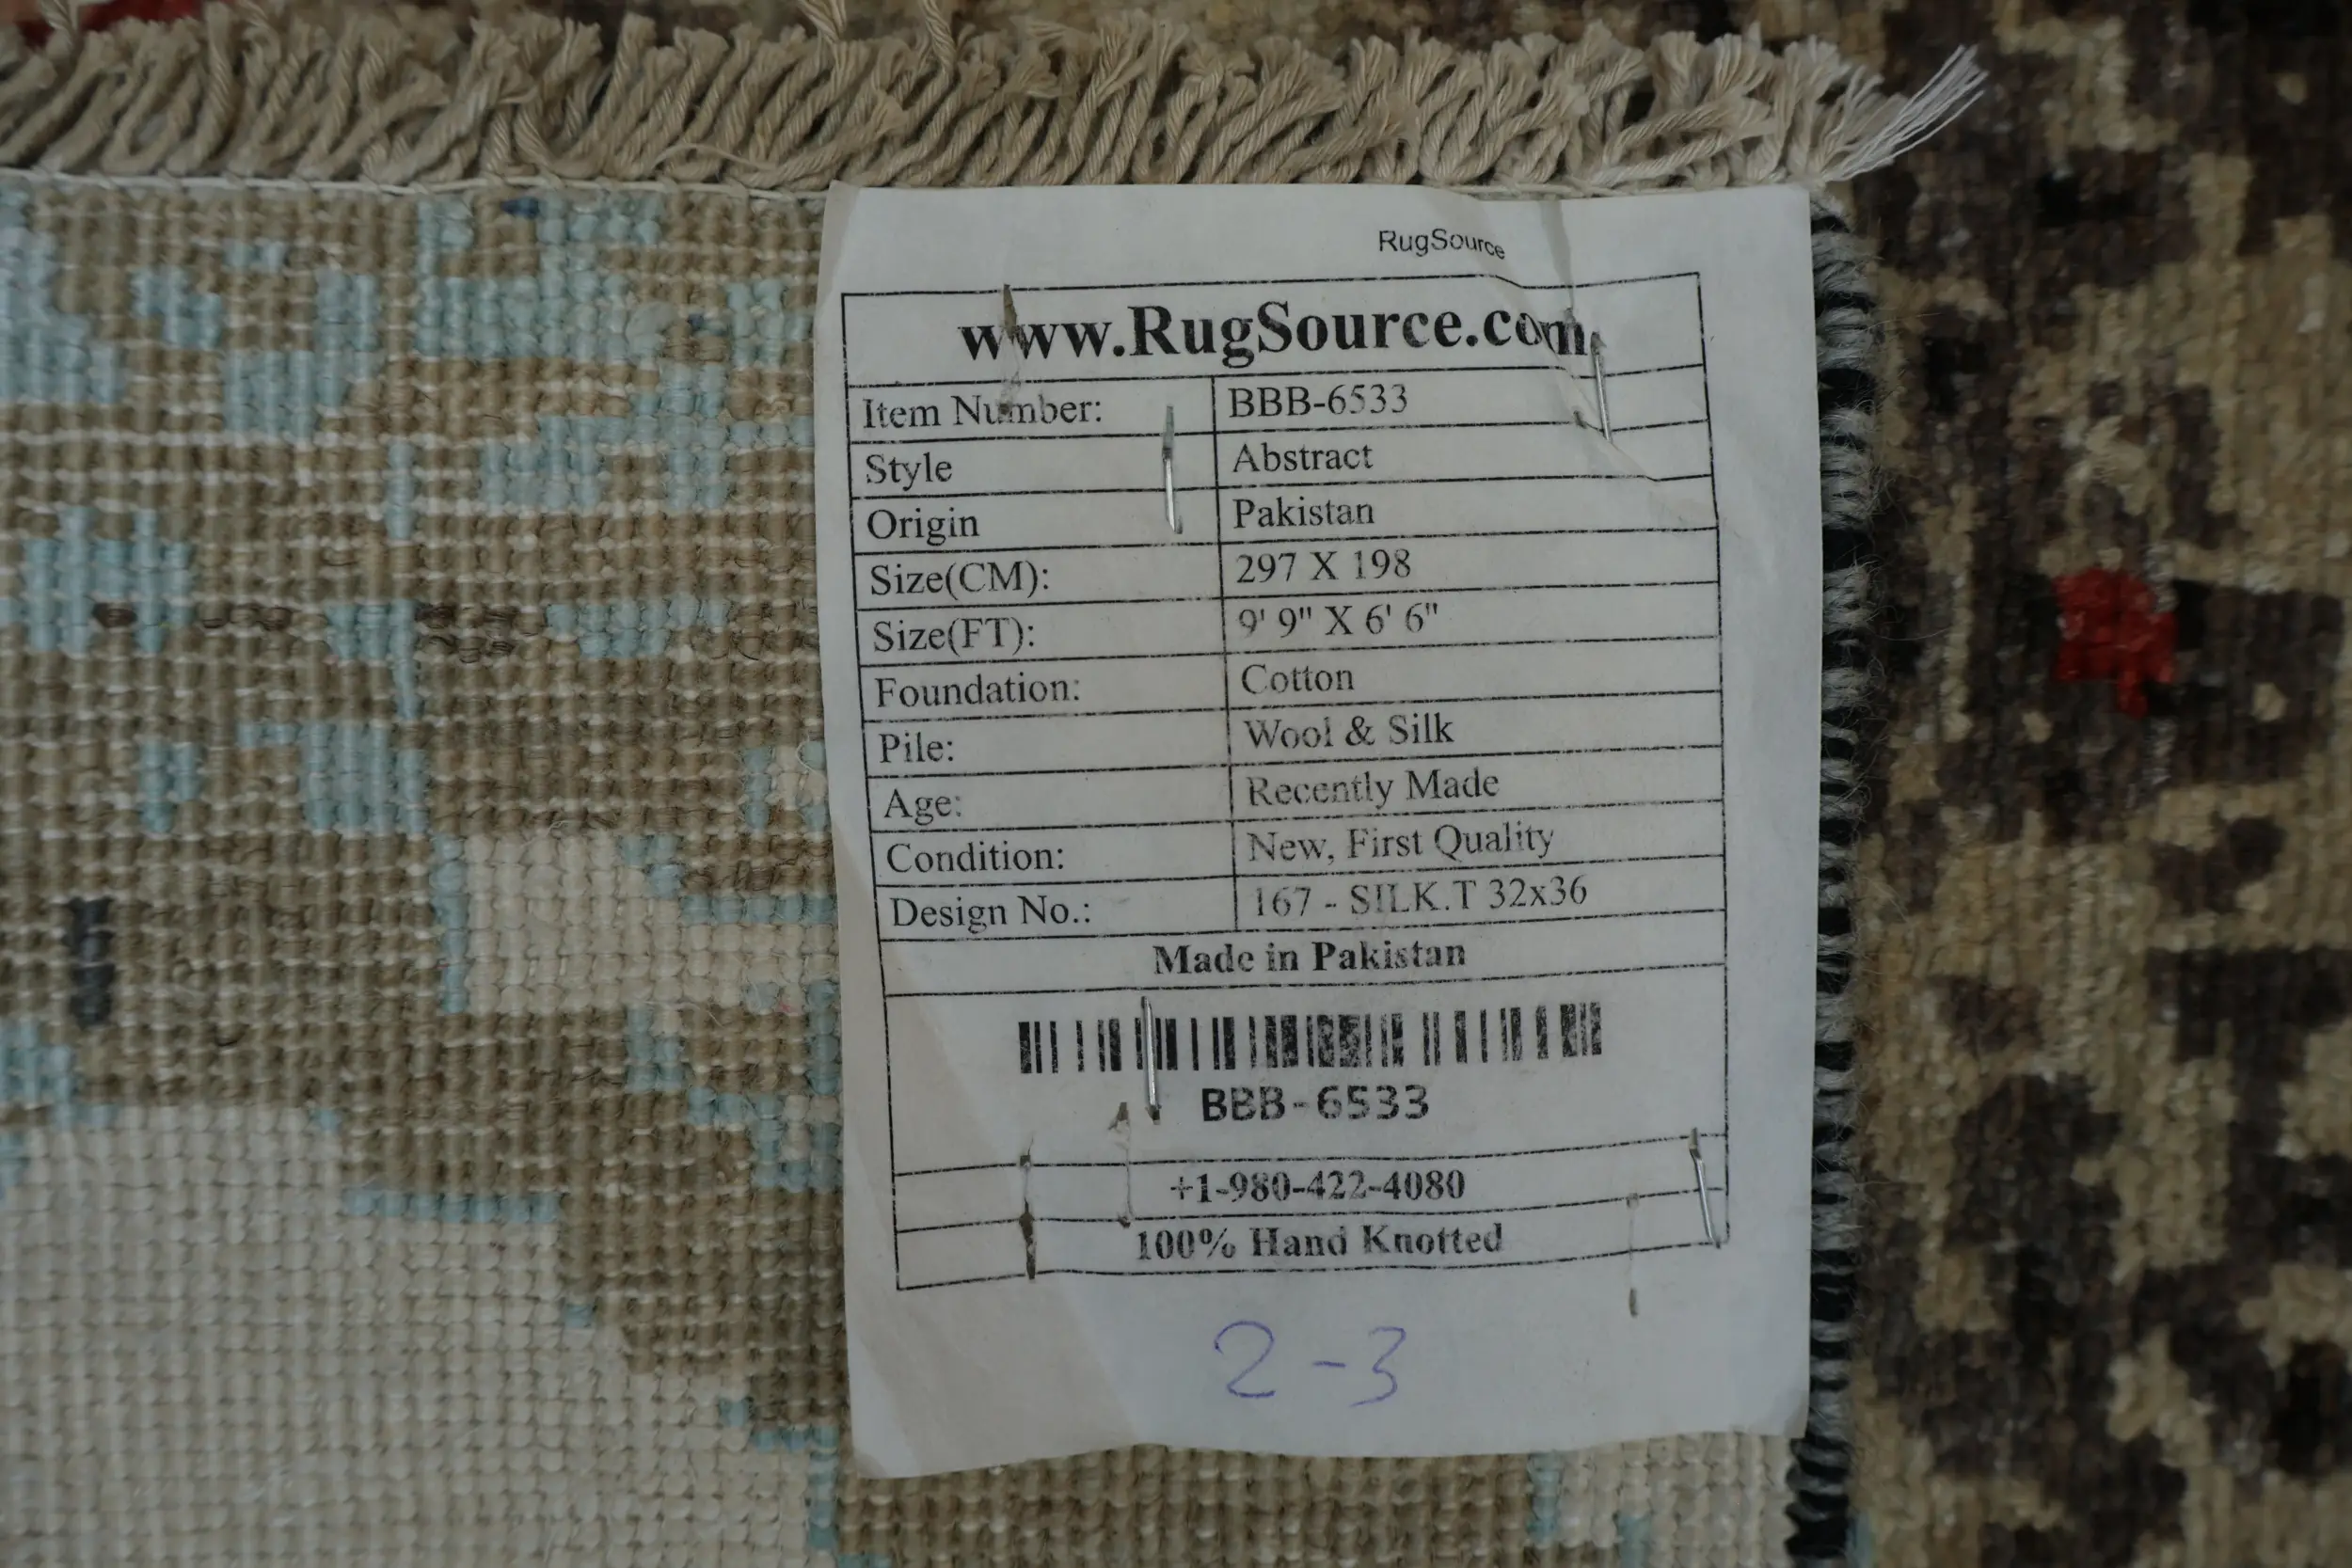 RugSource
www.RugSource.com
Item Number: BBB-6533
Style Abstract
Origin Pakistan
Size(CM): 297 X 198
Size(FT): 9' 9" X 6' 6"
Foundation: Cotton
Pile: Wool & Silk
Age: Recently Made
Condition: New, First Quality
Design No.: 167 - SILK.T 32x36
Made in Pakistan
BBB-6533
+1-980-422-4080
100% Hand Knotted
2-3